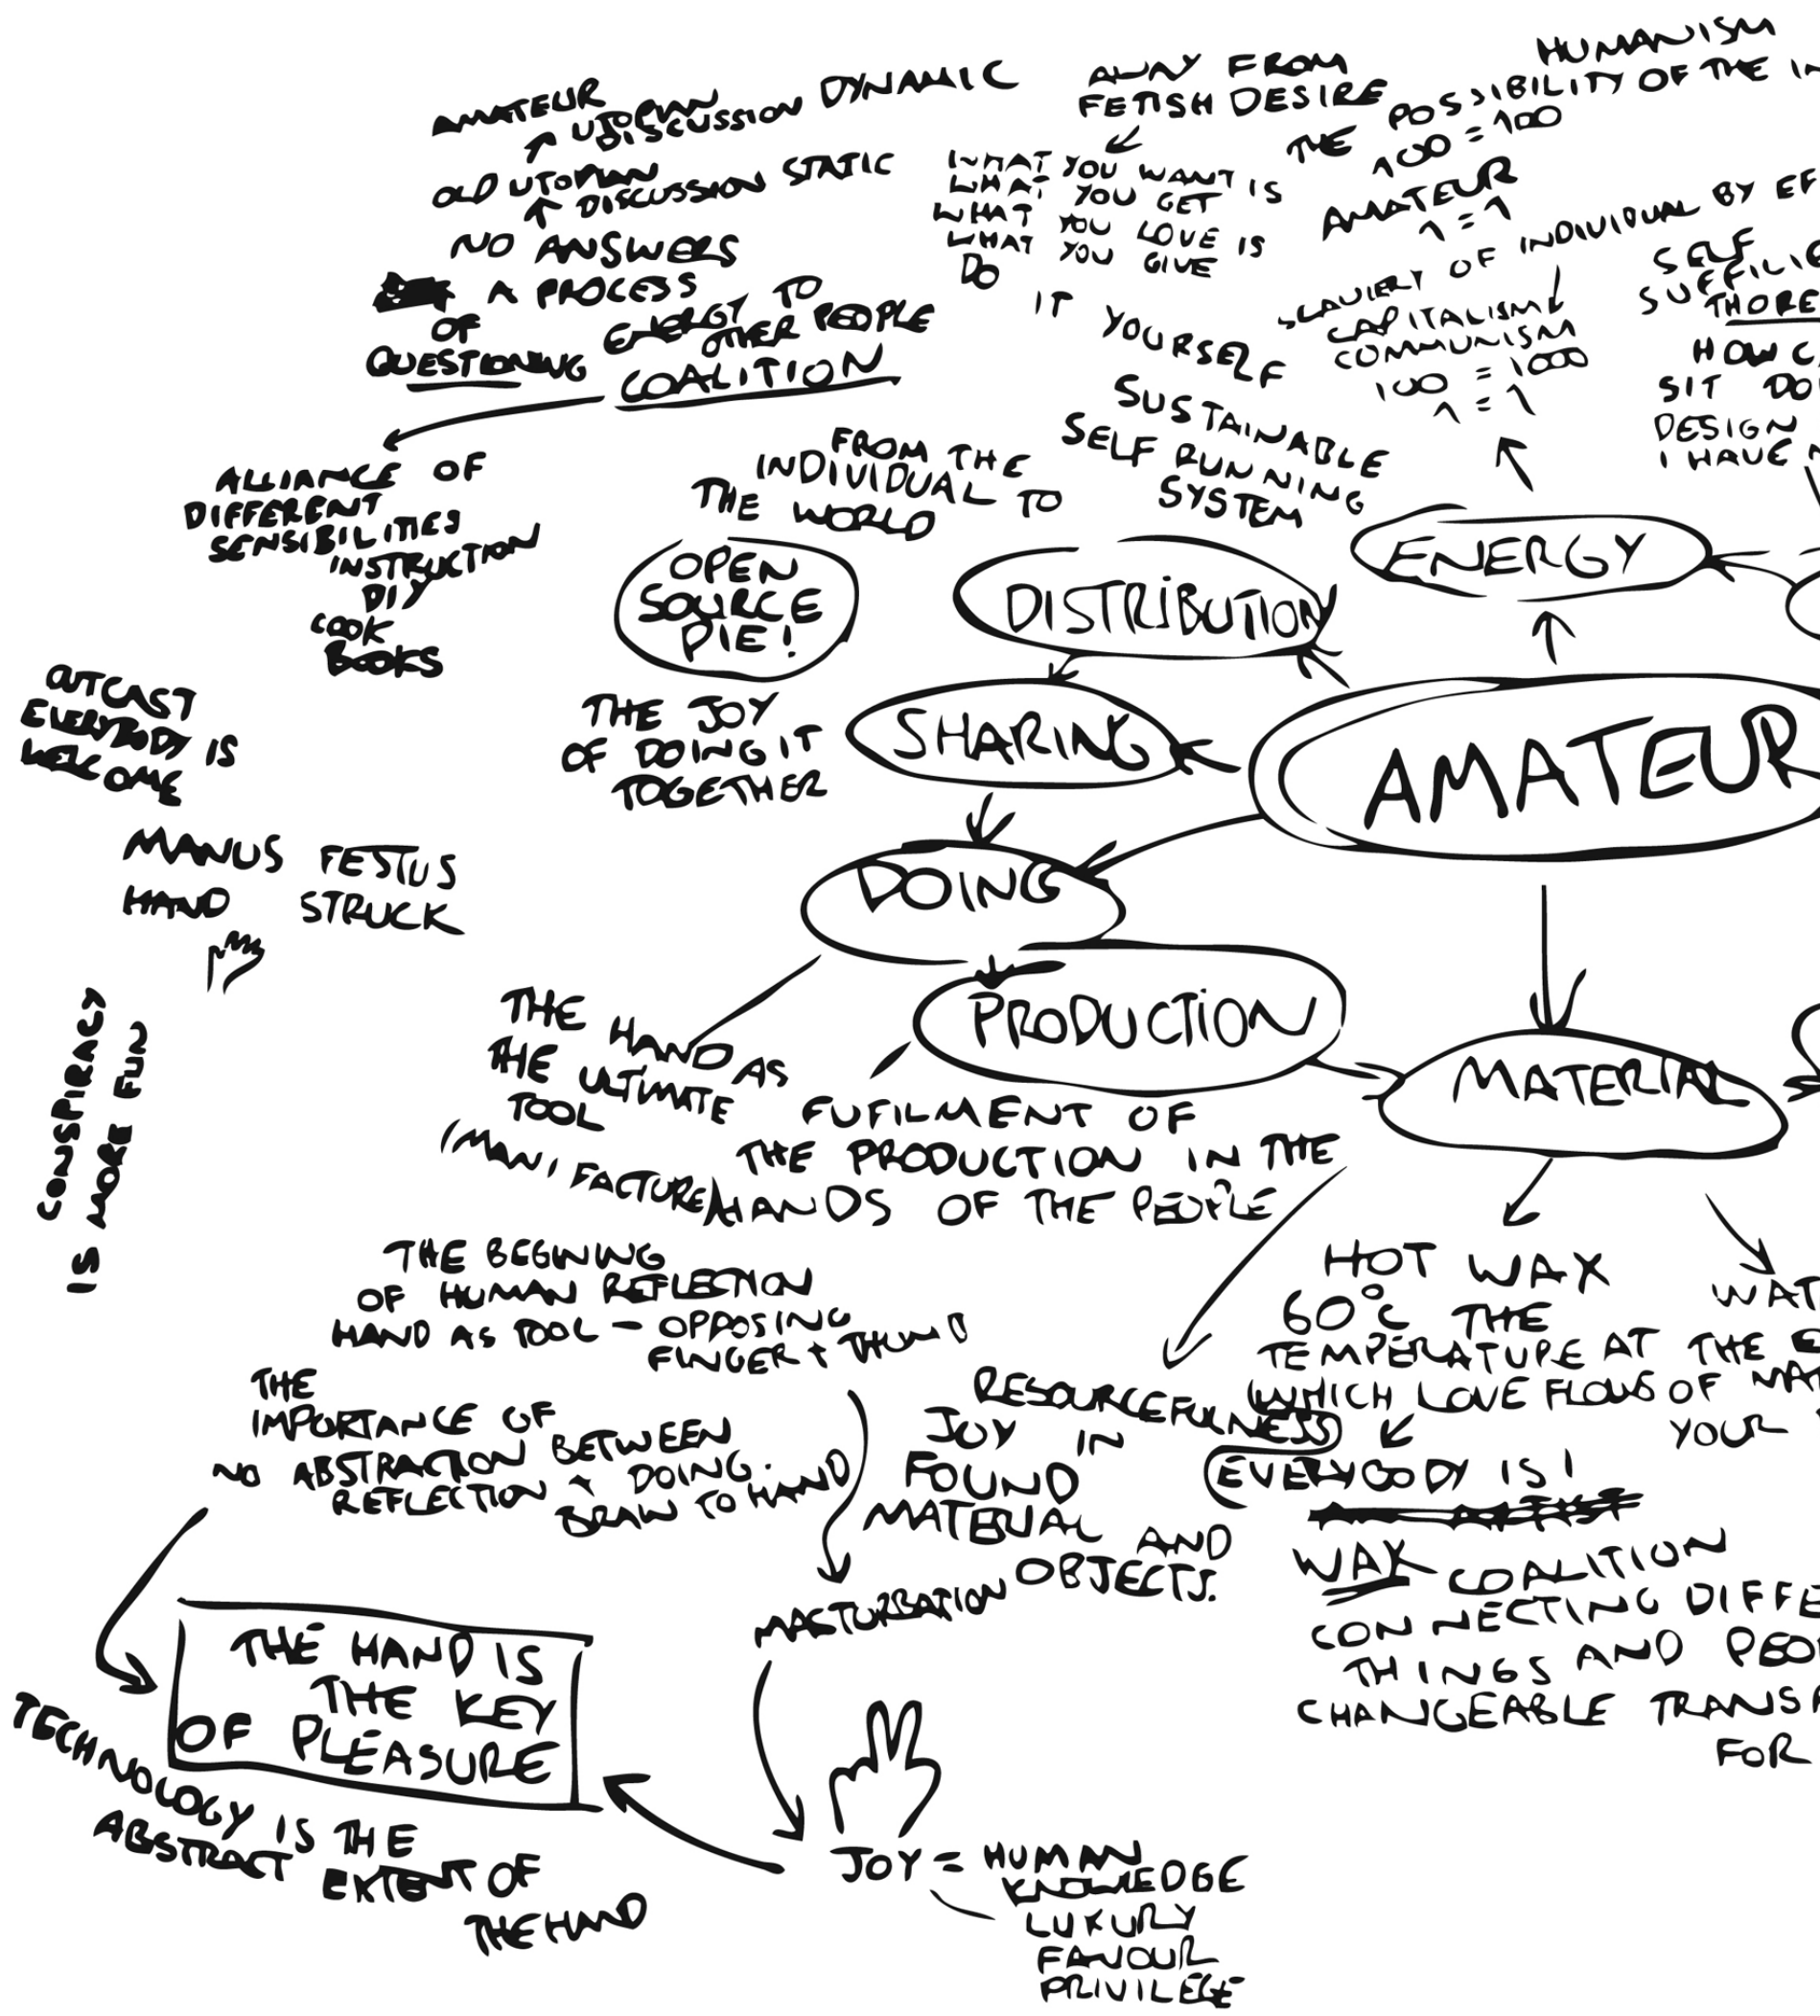 AMATEUR
UTOPIAN
DISCUSSION DYNAMIC
OLD UTOPIAN
DISCUSSION STATIC
NO ANSWERS
A PROCESS
OF
QUESTIONING
ENERGY TO
OTHER PEOPLE
COALITION
ALLIANCE OF
DIFFERENT
SENSIBILITIES
INSTRUCTION
DIY
COOK
BOOKS
AWAY FROM
FETISH DESIRE
WHAT YOU WANT IS
WHAT YOU GET
WHAT YOU LOVE IS
WHAT YOU GIVE
DO
IT YOURSELF
SUSTAINABLE
SELF RUNNING
SYSTEM
HUMANISM
THE POSSIBILITY OF THE IN
100 = 100
AMATEUR
1 = 1
OF INDIVIDUAL BY EF
CAPITALISM
COMMUNISM
100 = 1000
1 = 1
SELF
SUFFILIE
THORE
HOW C
SIT DO
DESIGN
I HAVE N
FROM THE
INDIVIDUAL TO
THE WORLD
OPEN
SOURCE
PIE!
DISTRIBUTION
ENERGY
SHARING
AMATEUR
THE JOY
OF DOING IT
TOGETHER
OUTCAST
EVERYBODY IS
WELCOME
MANUS FESTUS
HAND STRUCK
DOING
PRODUCTION
MATERIAL
CONSPIRACY
IS MORE FUN
THE HAND AS
THE ULTIMATE
TOOL
(MANU FACTURE)
FUFILMENT OF
THE PRODUCTION IN THE
HANDS OF THE PEOPLE
THE BEGINING
OF HUMAN REFLECTION
HAND AS TOOL - OPPOSING
FINGER + THUMB
THE
IMPORTANCE OF
NO ABSTRACTION BETWEEN
REFLECTION + DOING.
BRAIN TO HAND
RESOURCEFULNESS
JOY IN
FOUND
MATERIAL AND
OBJECTS.
HOT WAX
60°C THE
TEMPERATURE AT
WHICH LOVE FLOWS
WAT
THE E
OF MAT
YOUR
EVERYBODY IS!
WAX COALITION
CONNECTING DIFFE
THINGS AND PEO
CHANGEABLE TRANSF
FOR
MASTURBATION
THE HAND IS
THE KEY
OF PLEASURE
TECHNOLOGY IS THE
ABSTRACT EXTENT OF
THE HAND
JOY = HUMAN
KNOWLEDGE
LUXURY
FAVOUR
PRIVILEGE